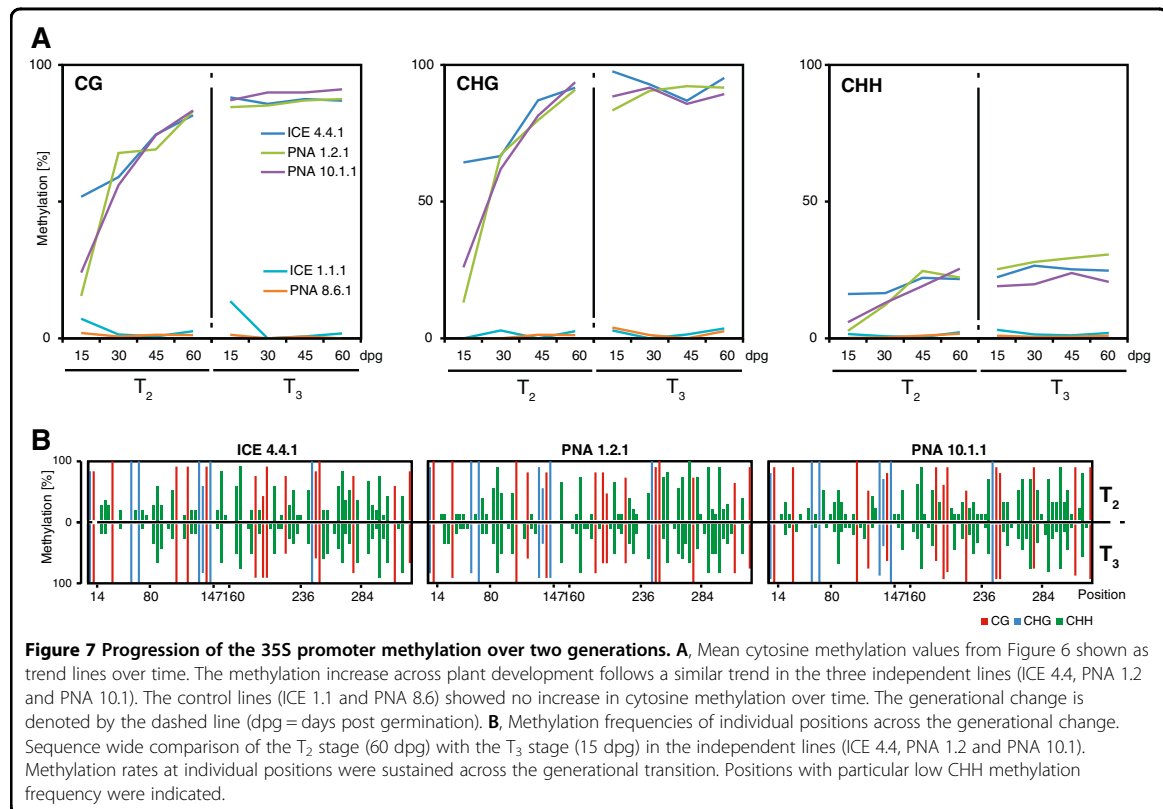 A
100
CG
CHG
CHH
Methylation [%]
50
0
ICE 4.4.1
PNA 1.2.1
PNA 10.1.1
ICE 1.1.1
PNA 8.6.1
15 30 45 60 15 30 45 60 dpg
T2 T3
100
50
0
15 30 45 60 15 30 45 60 dpg
T2 T3
100
50
0
15 30 45 60 15 30 45 60 dpg
T2 T3
B
ICE 4.4.1 PNA 1.2.1 PNA 10.1.1
Methylation [%]
100
0
100
T2
T3
14 80 147160 236 284 14 80 147160 236 284 14 80 147160 236 284 Position
CG CHG CHH
Figure 7 Progression of the 35S promoter methylation over two generations. A, Mean cytosine methylation values from Figure 6 shown as
trend lines over time. The methylation increase across plant development follows a similar trend in the three independent lines (ICE 4.4, PNA 1.2
and PNA 10.1). The control lines (ICE 1.1 and PNA 8.6) showed no increase in cytosine methylation over time. The generational change is
denoted by the dashed line (dpg = days post germination). B, Methylation frequencies of individual positions across the generational change.
Sequence wide comparison of the T2 stage (60 dpg) with the T3 stage (15 dpg) in the independent lines (ICE 4.4, PNA 1.2 and PNA 10.1).
Methylation rates at individual positions were sustained across the generational transition. Positions with particular low CHH methylation
frequency were indicated.